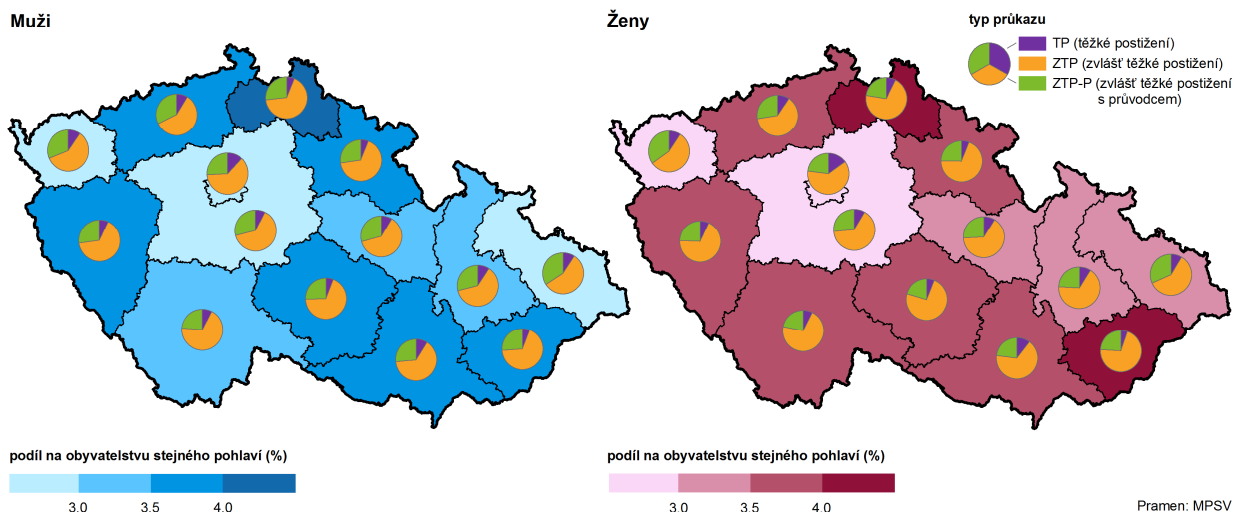 Muži
Ženy
typ průkazu
TP (těžké postižení)
ZTP (zvlášť těžké postižení)
ZTP-P (zvlášť těžké postižení
s průvodcem)
podíl na obyvatelstvu stejného pohlaví (%)
3.0 3.5 4.0
podíl na obyvatelstvu stejného pohlaví (%)
3.0 3.5 4.0
Pramen: MPSV